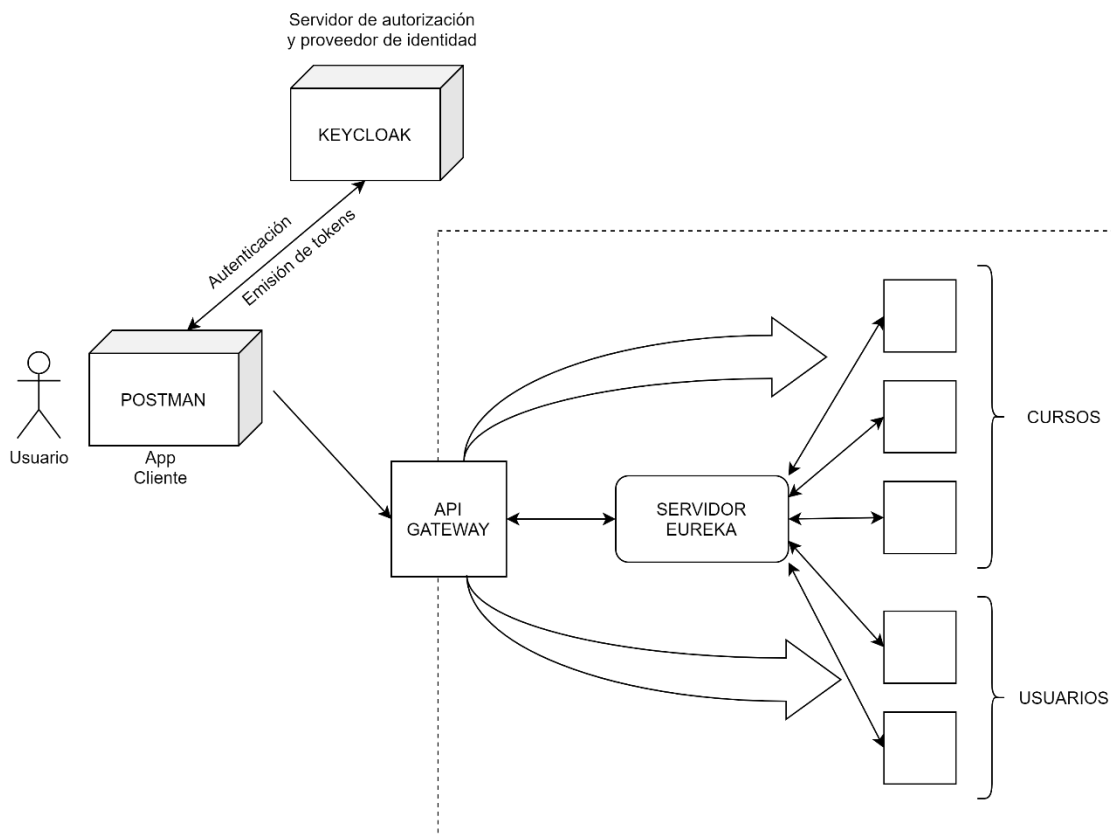 Servidor de autorización
y proveedor de identidad
KEYCLOAK
Autenticación
Emisión de tokens
POSTMAN
Usuario
App
Cliente
API
GATEWAY
SERVIDOR
EUREKA
CURSOS
USUARIOS